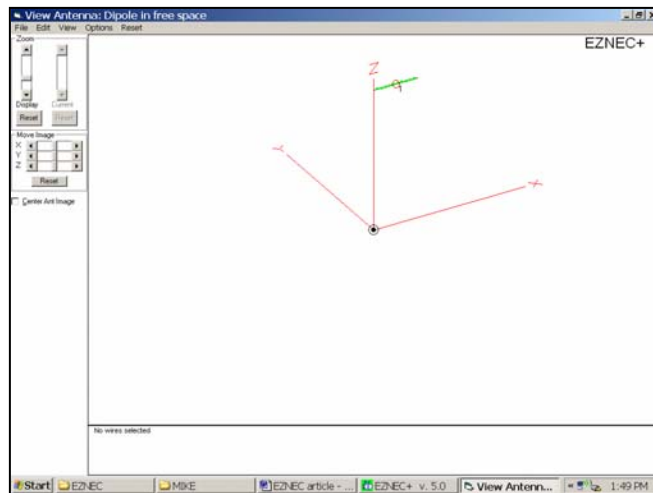 View Antenna: Dipole in free space
File Edit View Options Reset
Zoom
EZNEC+
Z
Display Current
Reset Reset
Y
Move Image
X
Y
Z
X
Reset
Center Ant Image
No wires selected
Start EZNEC MIKE EZNEC article - ... EZNEC+ v. 5.0 View Antenn... « 1:49 PM